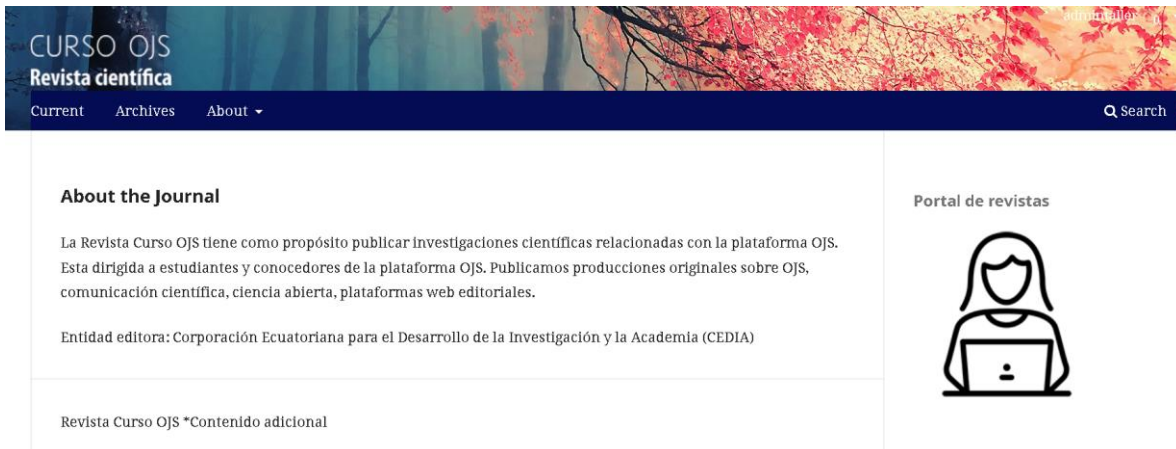 admintaller
CURSO OJS
Revista científica
Current Archives About
Search
About the Journal
La Revista Curso OJS tiene como propósito publicar investigaciones científicas relacionadas con la plataforma OJS.
Esta dirigida a estudiantes y conocedores de la plataforma OJS. Publicamos producciones originales sobre OJS,
comunicación científica, ciencia abierta, plataformas web editoriales.
Entidad editora: Corporación Ecuatoriana para el Desarrollo de la Investigación y la Academia (CEDIA)
Revista Curso OJS *Contenido adicional
Portal de revistas